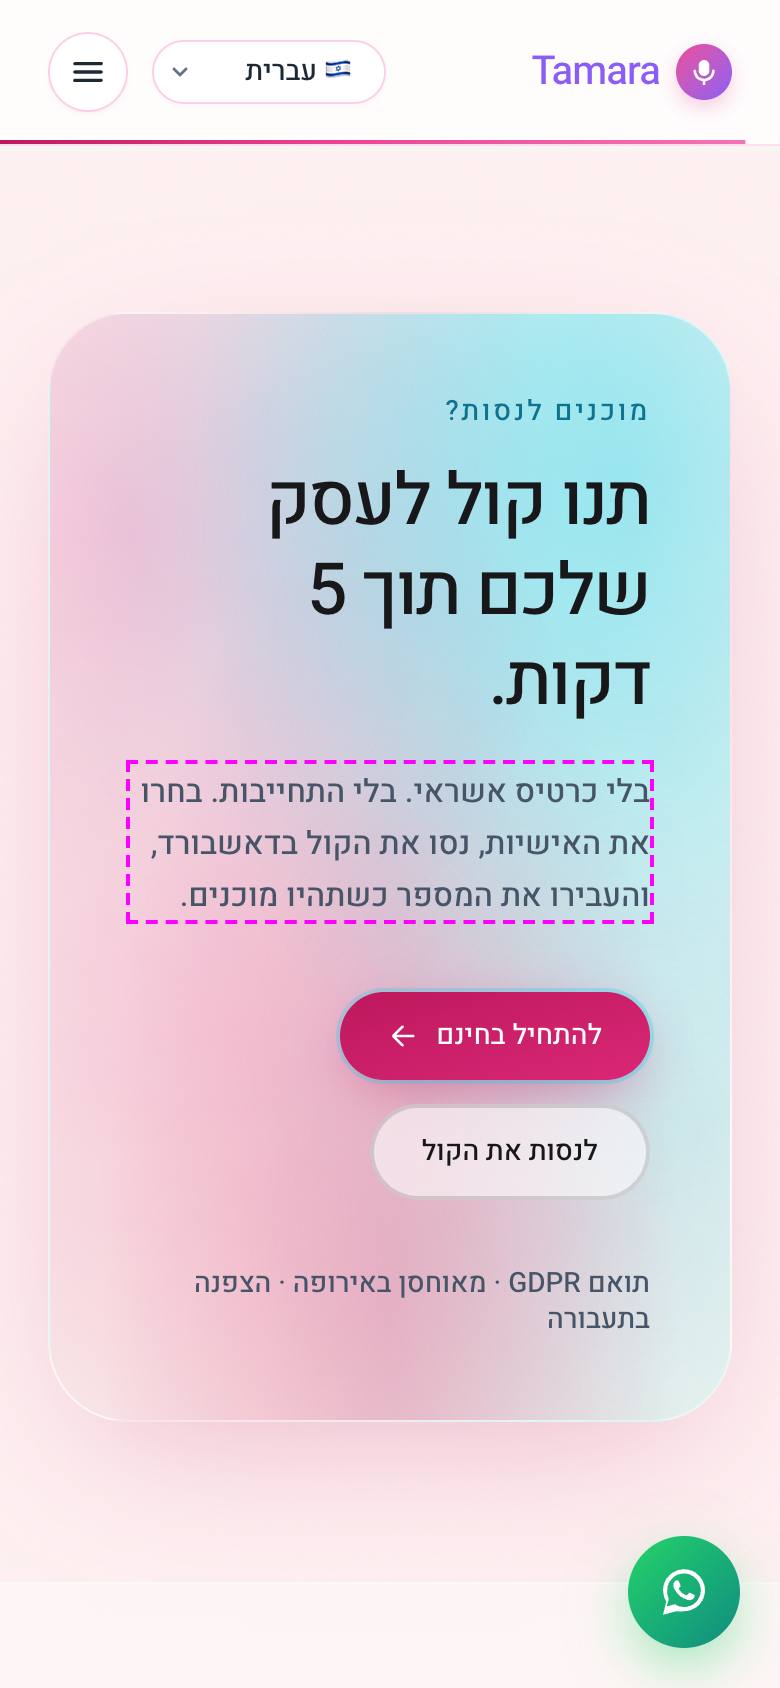 Tamara
עברית
מוכנים לנסות?
תנו קול לעסק
שלכם תוך 5
דקות.
בלי כרטיס אשראי. בלי התחייבות. בחרו
את האישיות, נסו את הקול בדאשבורד,
והעבירו את המספר כשתהיו מוכנים.
להתחיל בחינם ←
לנסות את הקול
תואם GDPR · מאוחסן באירופה · הצפנה
בתעבורה